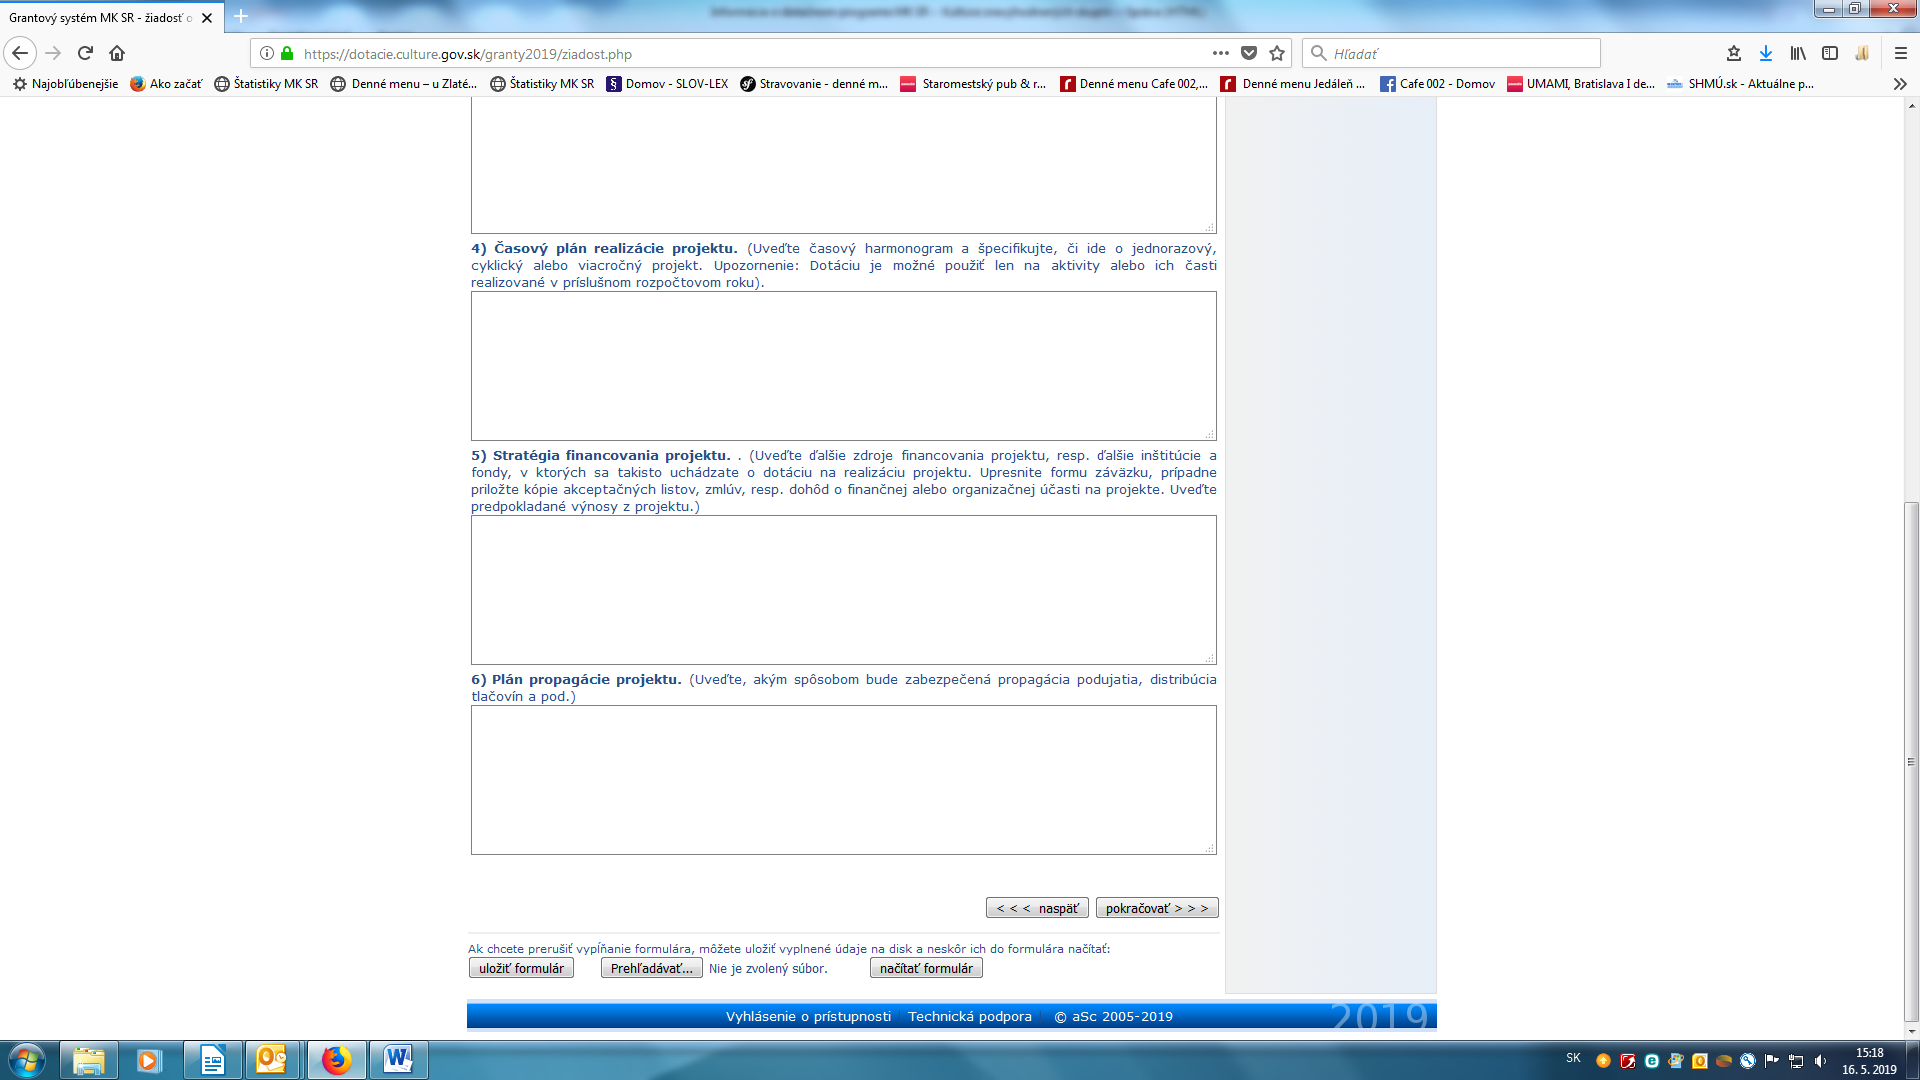 Grantový systém MK SR - žiadosť o
https://dotacie.culture.gov.sk/granty2019/ziadost.php
Hľadať
Najobľúbenejšie Ako začať Štatistiky MK SR Denné menu – u Zlaté... Štatistiky MK SR Domov - SLOV-LEX Stravovanie - denné m... Staromestský pub & r... Denné menu Cafe 002,... Denné menu Jedáleň ... Cafe 002 - Domov UMAMI, Bratislava I de... SHMÚ.sk - Aktuálne p...
4) Časový plán realizácie projektu. (Uveďte časový harmonogram a špecifikujte, či ide o jednorazový,
cyklický alebo viacročný projekt. Upozornenie: Dotáciu je možné použiť len na aktivity alebo ich časti
realizované v príslušnom rozpočtovom roku).
5) Stratégia financovania projektu. . (Uveďte ďalšie zdroje financovania projektu, resp. ďalšie inštitúcie a
fondy, v ktorých sa takisto uchádzate o dotáciu na realizáciu projektu. Upresnite formu záväzku, prípadne
priložte kópie akceptačných listov, zmlúv, resp. dohôd o finančnej alebo organizačnej účasti na projekte. Uveďte
predpokladané výnosy z projektu.)
6) Plán propagácie projektu. (Uveďte, akým spôsobom bude zabezpečená propagácia podujatia, distribúcia
tlačovín a pod.)
< < < naspäť pokračovať > > >
Ak chcete prerušiť vypĺňanie formulára, môžete uložiť vyplnené údaje na disk a neskôr ich do formulára načítať:
uložiť formulár Prehľadávať... Nie je zvolený súbor. načítať formulár
Vyhlásenie o prístupnosti Technická podpora © aSc 2005-2019 2019
SK 15:18
16. 5. 2019